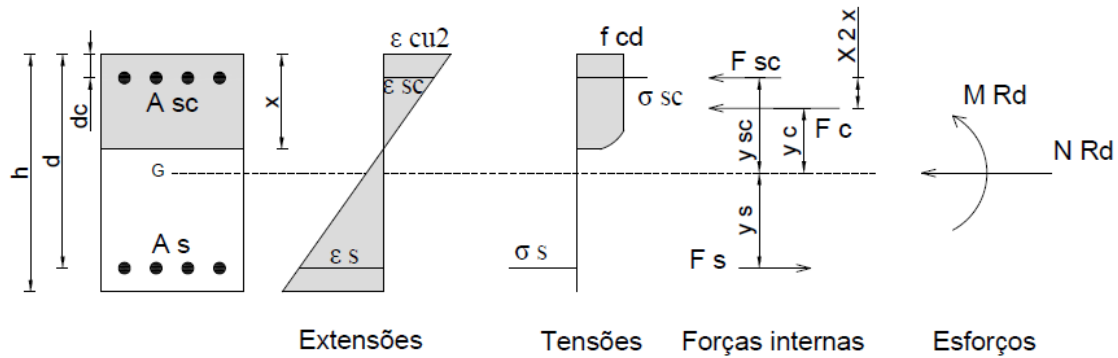 h
d
dc
A sc
G
A s
x
ε cu2
ε sc
ε s
f cd
σ sc
σ s
F sc
X 2 x
F c
y sc
y c
y s
F s
M Rd
N Rd
Extensões
Tensões
Forças internas
Esforços